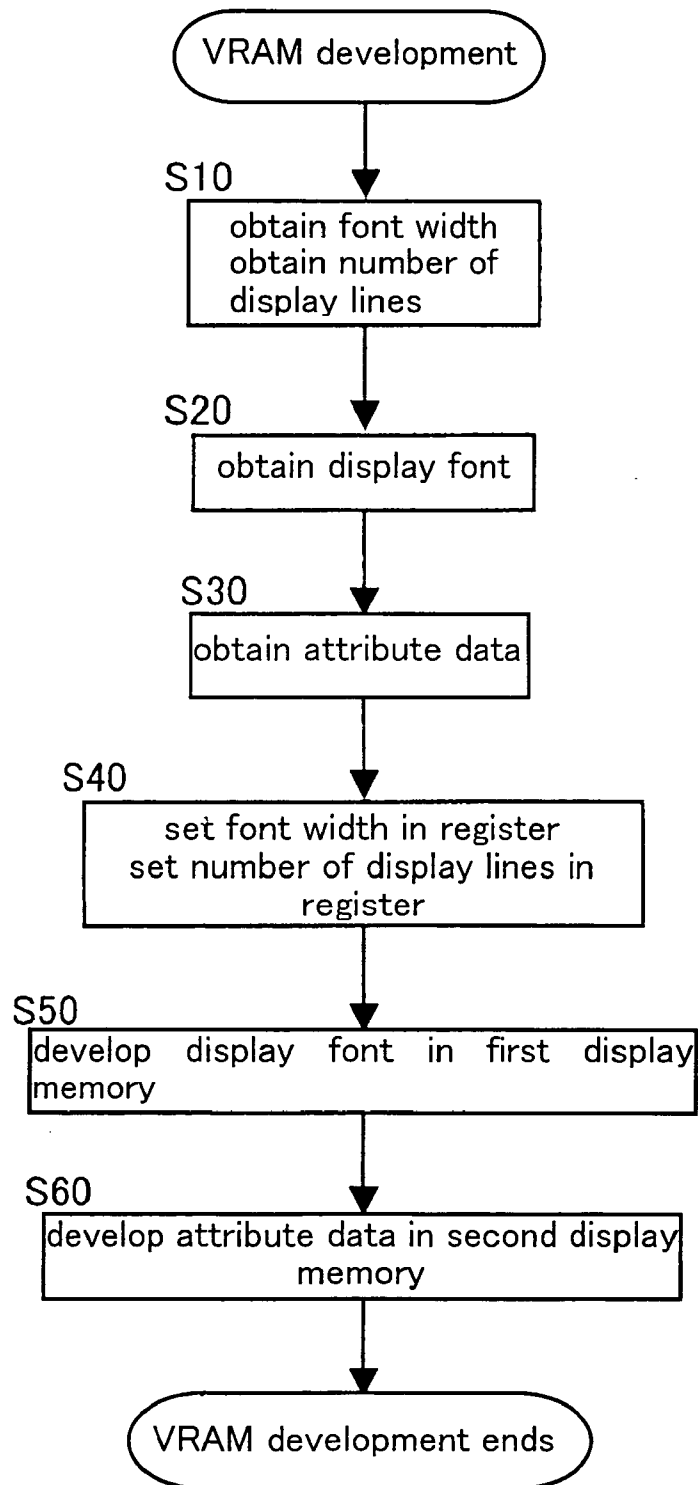 VRAM development
S10
obtain font width
obtain number of
display lines
S20
obtain display font
S30
obtain attribute data
S40
set font width in register
set number of display lines in
register
S50
develop display font in first display
memory
S60
develop attribute data in second display
memory
VRAM development ends